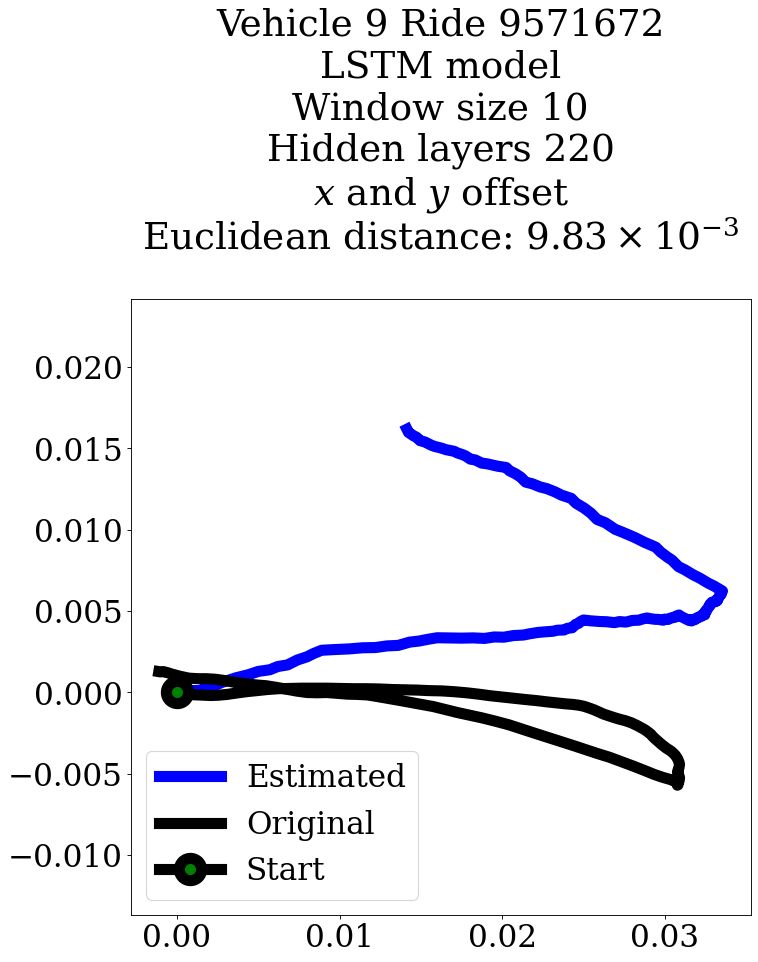 Vehicle 9 Ride 9571672
LSTM model
Window size 10
Hidden layers 220
x and y offset
Euclidean distance: 9.83 × 10⁻³
0.020
0.015
0.010
0.005
0.000
−0.005
−0.010
Estimated
Original
Start
0.00 0.01 0.02 0.03